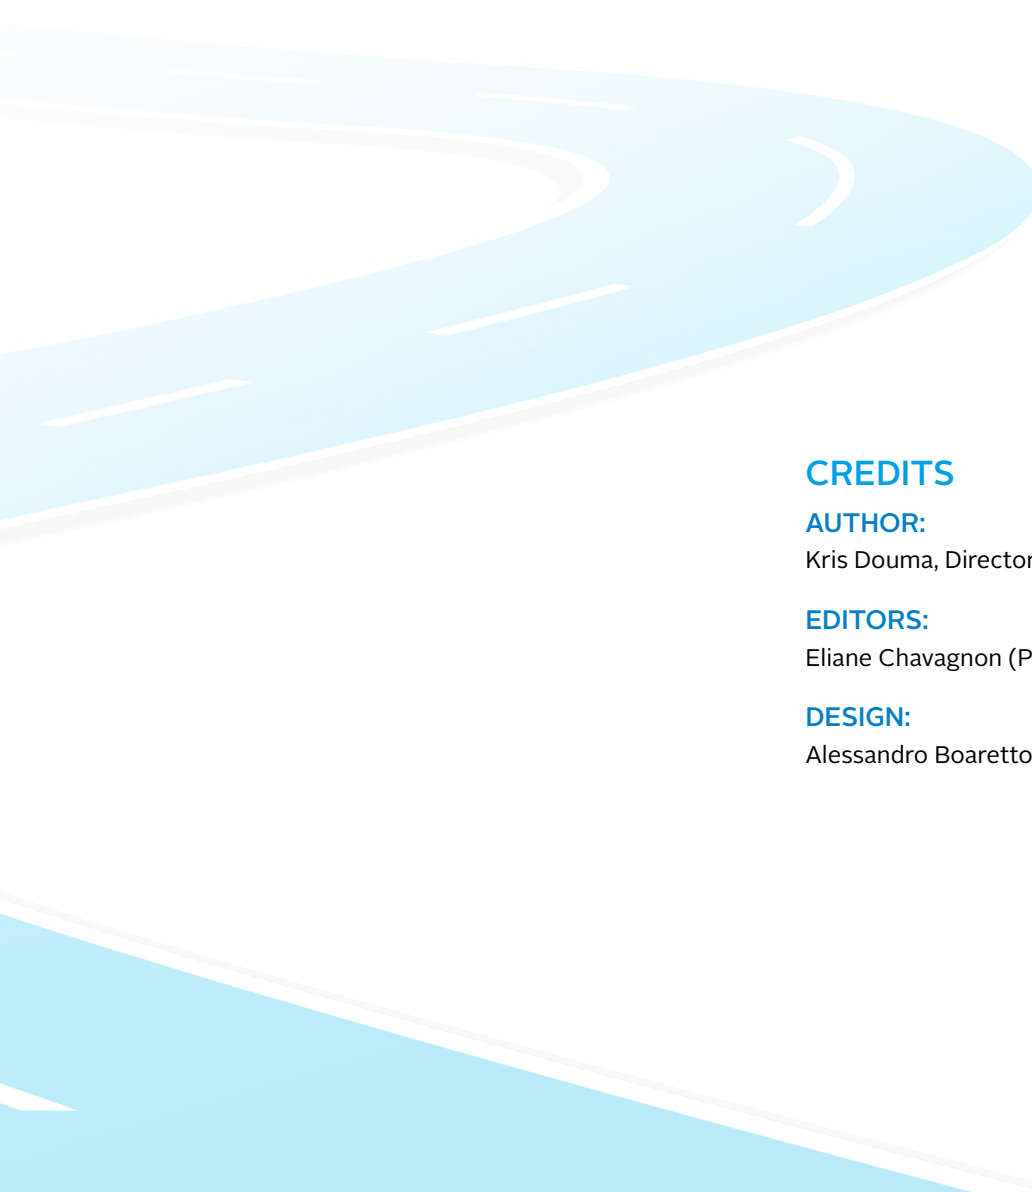 CREDITS
AUTHOR:
Kris Douma, Director
EDITORS:
Eliane Chavagnon (P
DESIGN:
Alessandro Boaretto